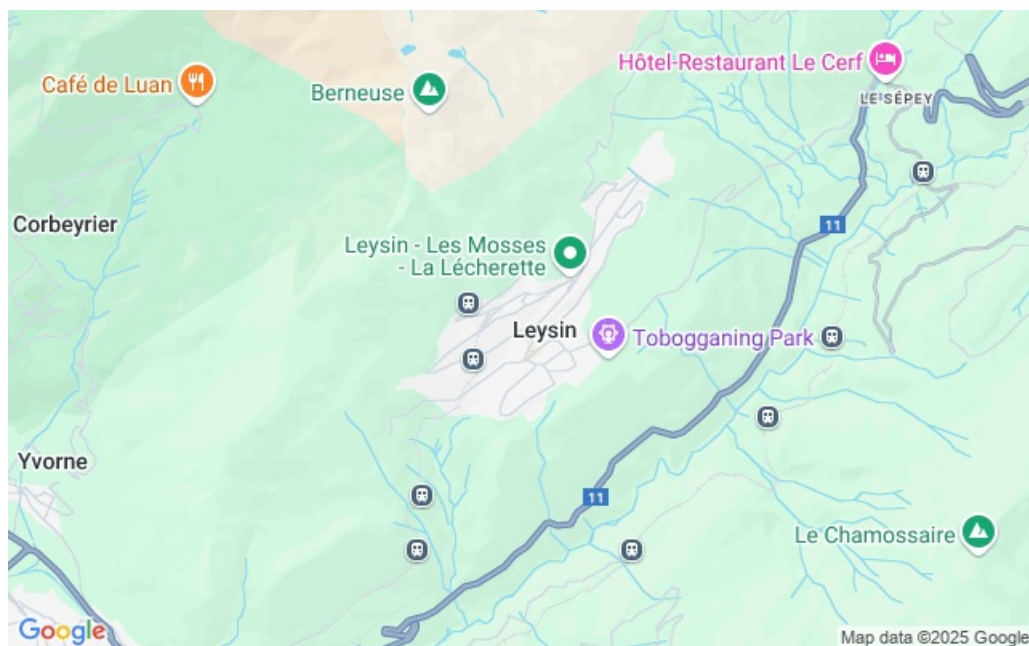 Hôtel-Restaurant Le Cerf
Café de Luan
Berneuse
LE SÉPEY
Corbeyrier
11
Leysin - Les Mosses
- La Lécherette
Leysin
Tobogganing Park
Yvorne
11
Le Chamossaire
Google
Map data ©2025 Google